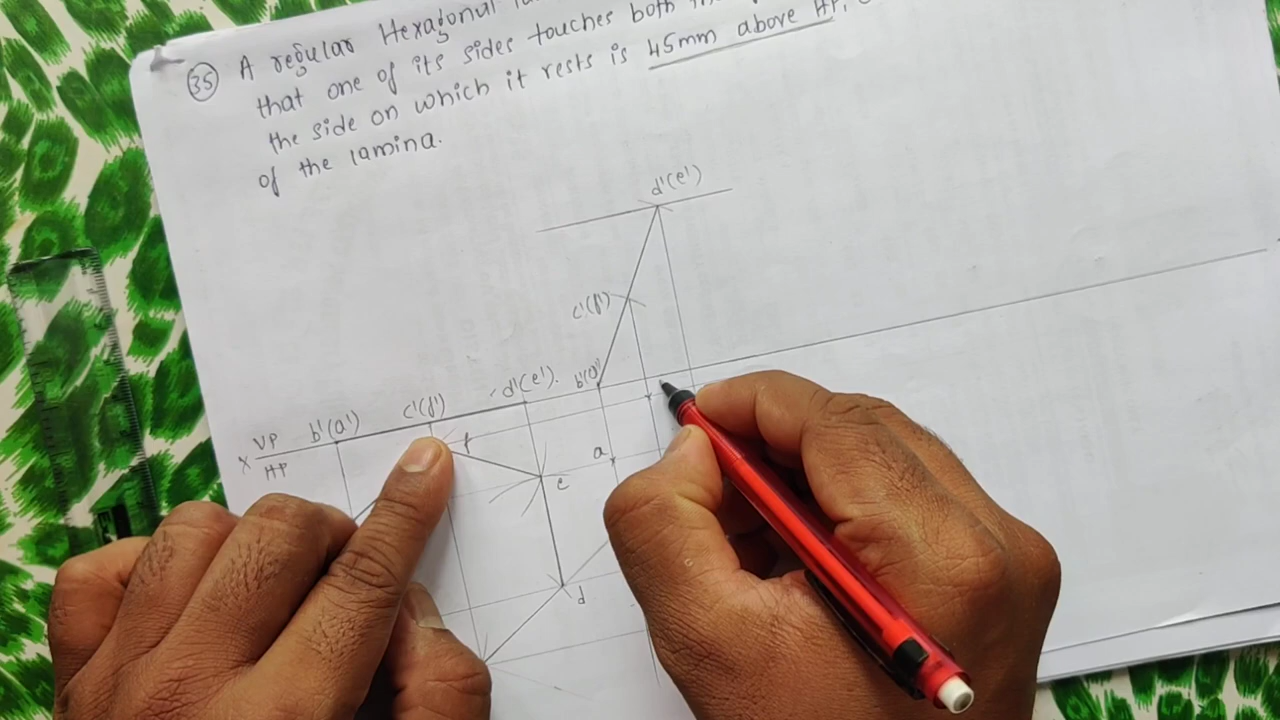 35 A regular Hexagonal
that one of its sides touches both
the side on which it rests is 45mm above HP,
of the lamina.
d'(e')
c'(f')
b'(a')
c'(f')
d'(e')
X VP
HP
b'(a')
a
f
e
d